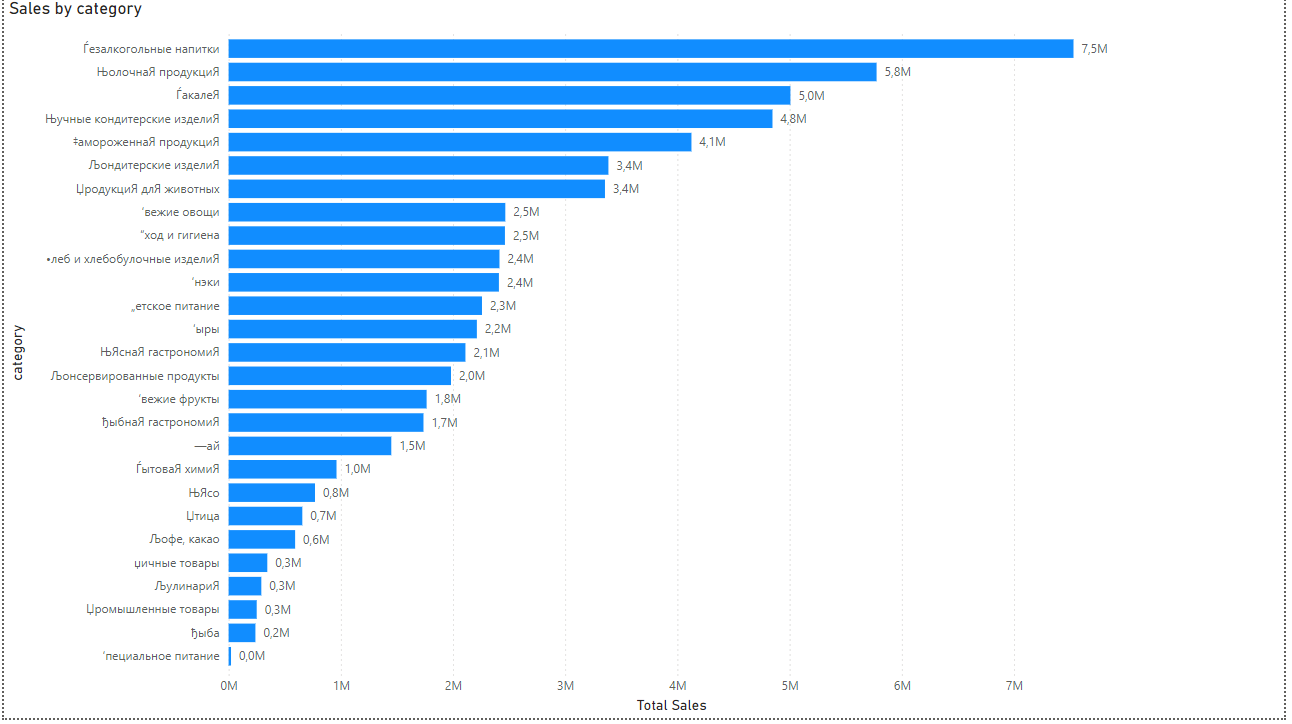 Sales by category
Ѓезалкогольные напитки 7,5M
ЊолочнаЯ продукциЯ 5,8M
ЃакалеЯ 5,0M
Њучные кондитерские изделиЯ 4,8M
‡амороженнаЯ продукциЯ 4,1M
Љондитерские изделиЯ 3,4M
ЏродукциЯ длЯ животных 3,4M
‘вежие овощи 2,5M
“ход и гигиена 2,5M
•леб и хлебобулочные изделиЯ 2,4M
‘нэки 2,4M
„етское питание 2,3M
‘ыры 2,2M
ЊЯснаЯ гастрономиЯ 2,1M
Љонсервированные продукты 2,0M
‘вежие фрукты 1,8M
ђыбнаЯ гастрономиЯ 1,7M
—ай 1,5M
ЃытоваЯ химиЯ 1,0M
ЊЯсо 0,8M
Џтица 0,7M
Љофе, какао 0,6M
џичные товары 0,3M
ЉулинариЯ 0,3M
Џромышленные товары 0,3M
ђыба 0,2M
‘пециальное питание 0,0M
category
0M 1M 2M 3M 4M 5M 6M 7M
Total Sales